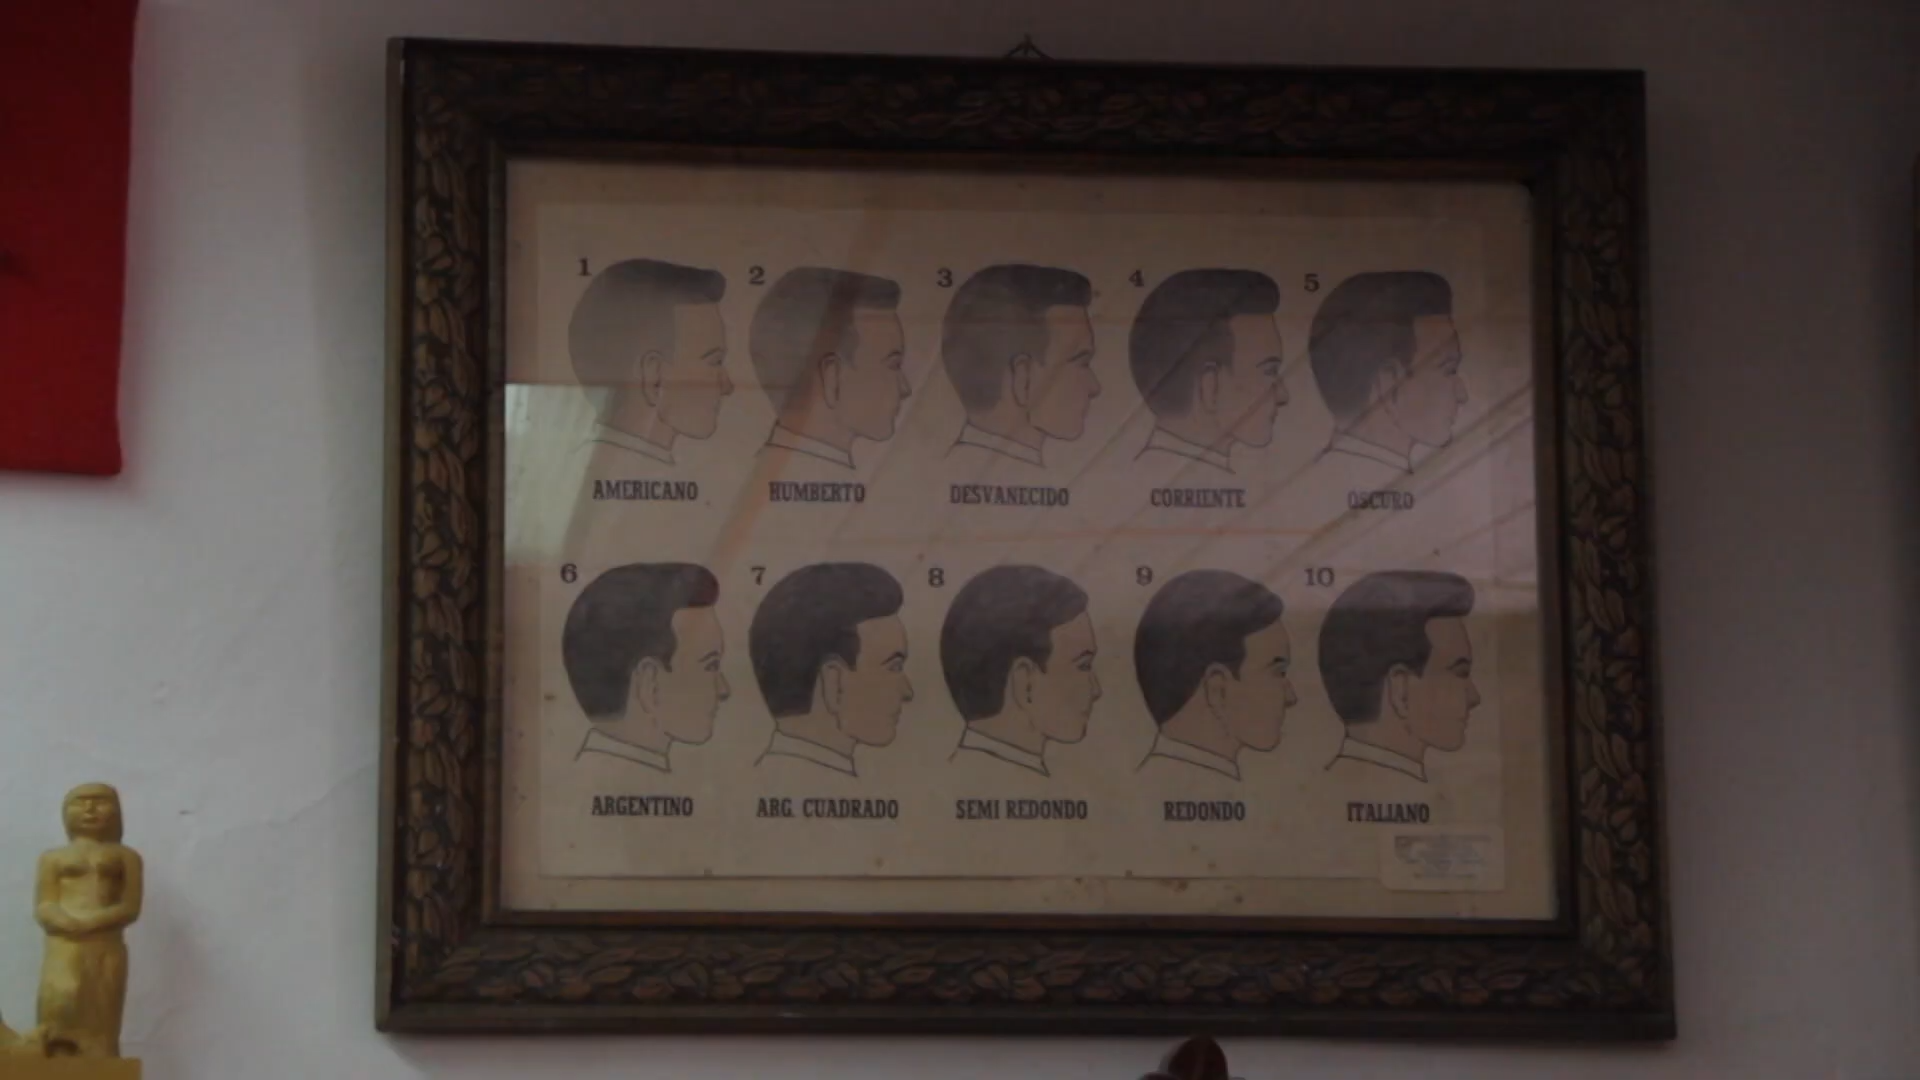 1 2 3 4 5
AMERICANO HUMBERTO DESVANECIDO CORRIENTE OSCURO
6 7 8 9 10
ARGENTINO ARG. CUADRADO SEMI REDONDO REDONDO ITALIANO